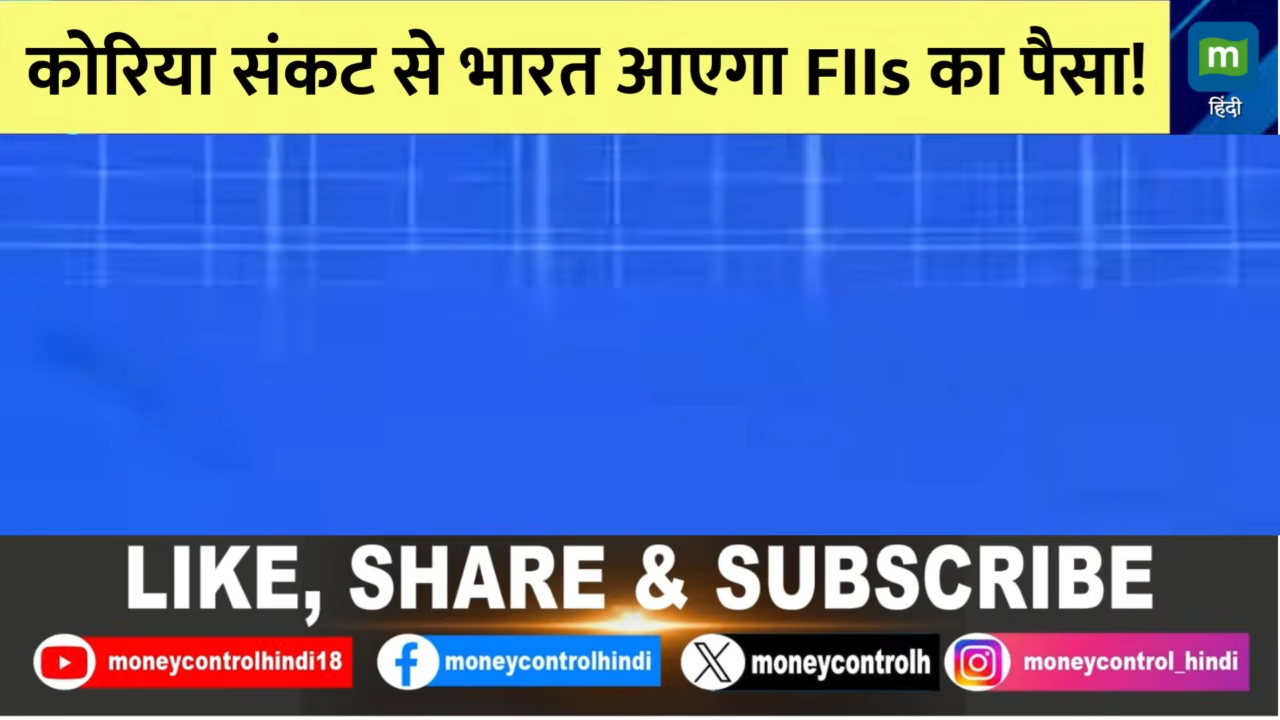 कोरिया संकट से भारत आएगा FIIs का पैसा!
m
हिंदी
LIKE, SHARE & SUBSCRIBE
moneycontrolhindi18 moneycontrolhindi moneycontrolh moneycontrol_hindi